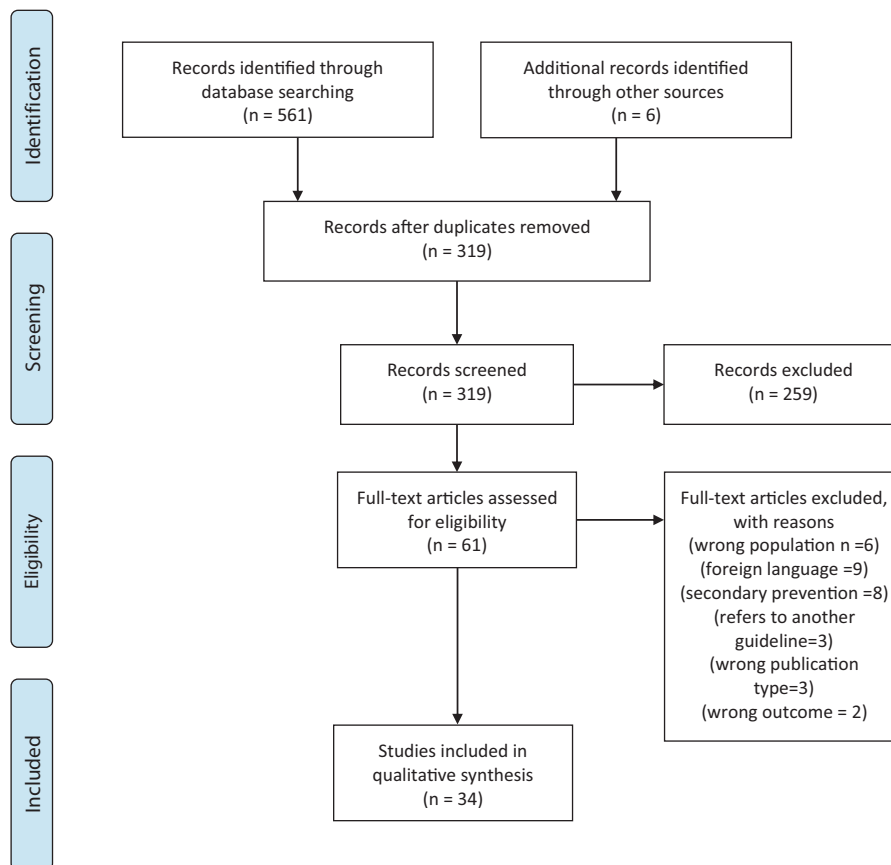 Identification
Records identified through
database searching
(n = 561)
Additional records identified
through other sources
(n = 6)
Records after duplicates removed
(n = 319)
Screening
Records screened
(n = 319)
Records excluded
(n = 259)
Eligibility
Full-text articles assessed
for eligibility
(n = 61)
Full-text articles excluded,
with reasons
(wrong population n =6)
(foreign language =9)
(secondary prevention =8)
(refers to another
guideline=3)
(wrong publication
type=3)
(wrong outcome = 2)
Included
Studies included in
qualitative synthesis
(n = 34)